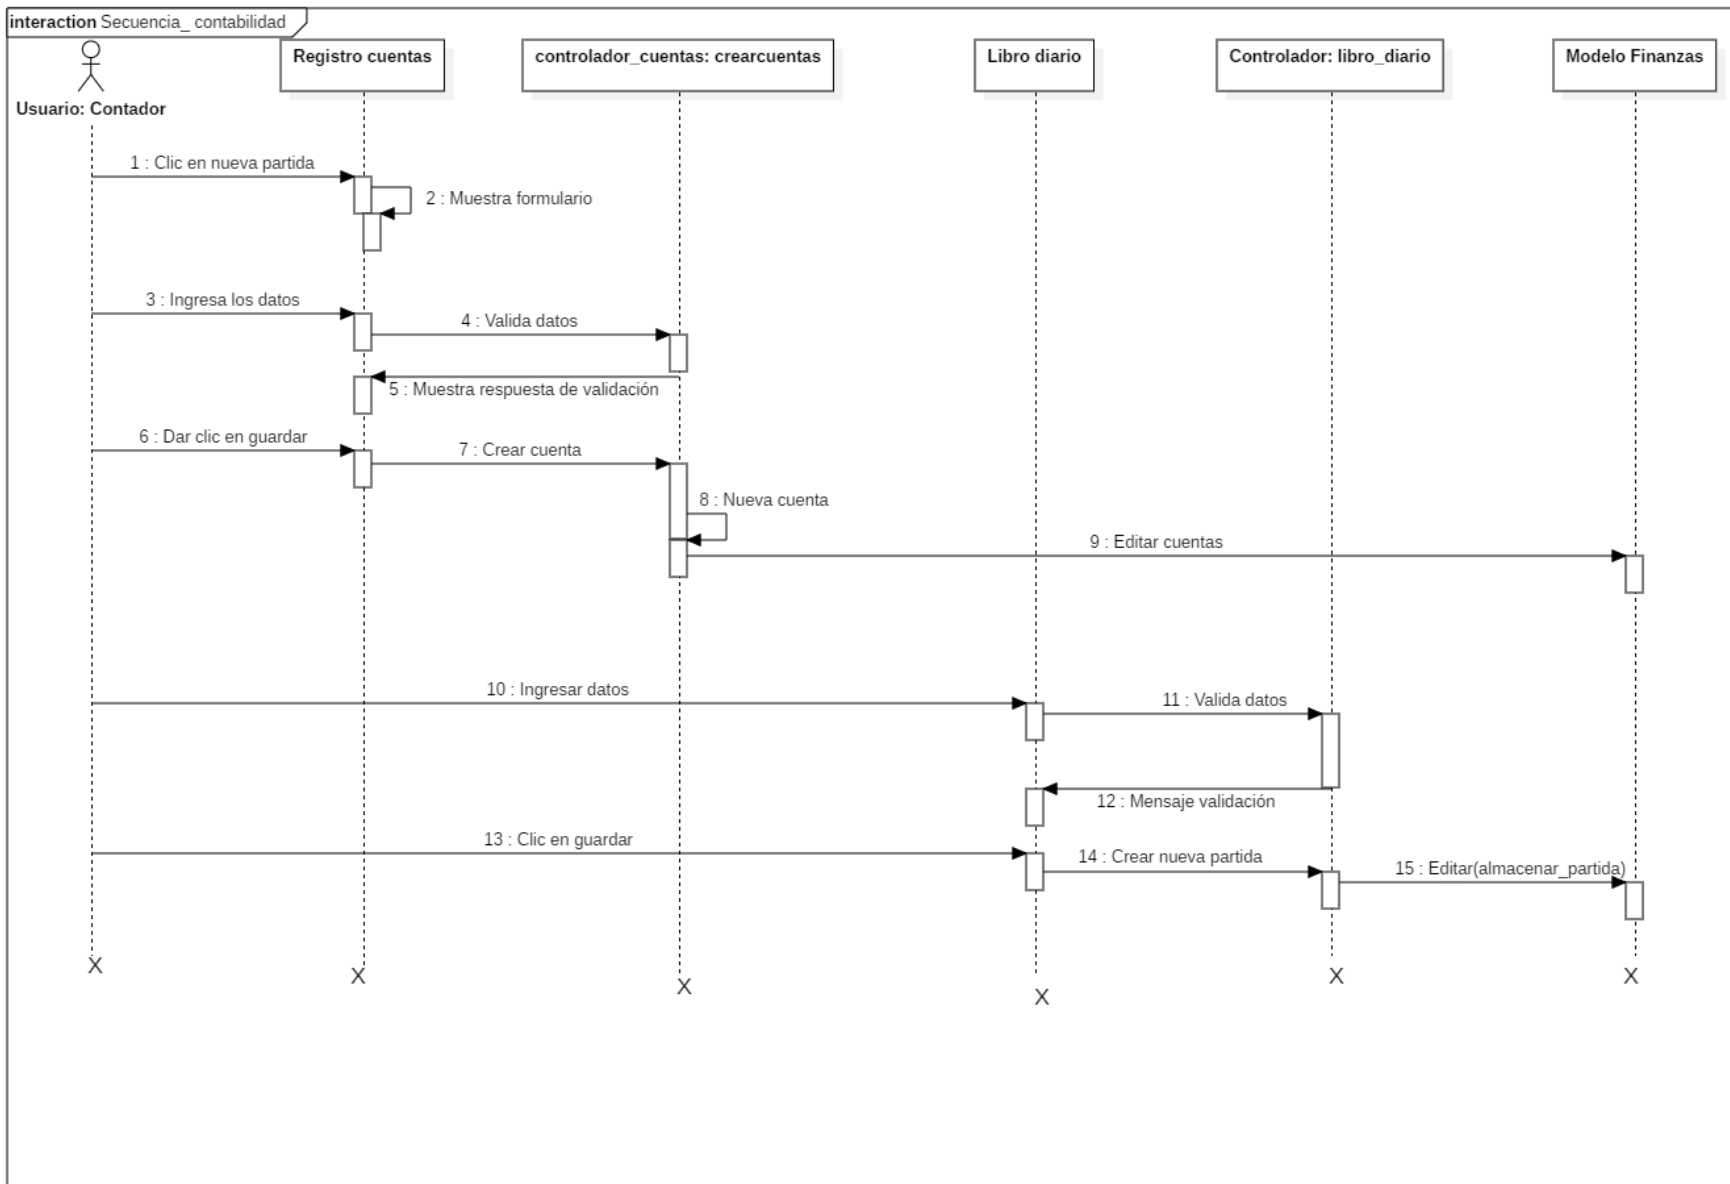 interaction Secuencia_ contabilidad
Usuario: Contador
Registro cuentas
controlador_cuentas: crearcuentas
Libro diario
Controlador: libro_diario
Modelo Finanzas
1 : Clic en nueva partida
2 : Muestra formulario
3 : Ingresa los datos
4 : Valida datos
5 : Muestra respuesta de validación
6 : Dar clic en guardar
7 : Crear cuenta
8 : Nueva cuenta
9 : Editar cuentas
10 : Ingresar datos
11 : Valida datos
12 : Mensaje validación
13 : Clic en guardar
14 : Crear nueva partida
15 : Editar(almacenar_partida)
X
X
X
X
X
X